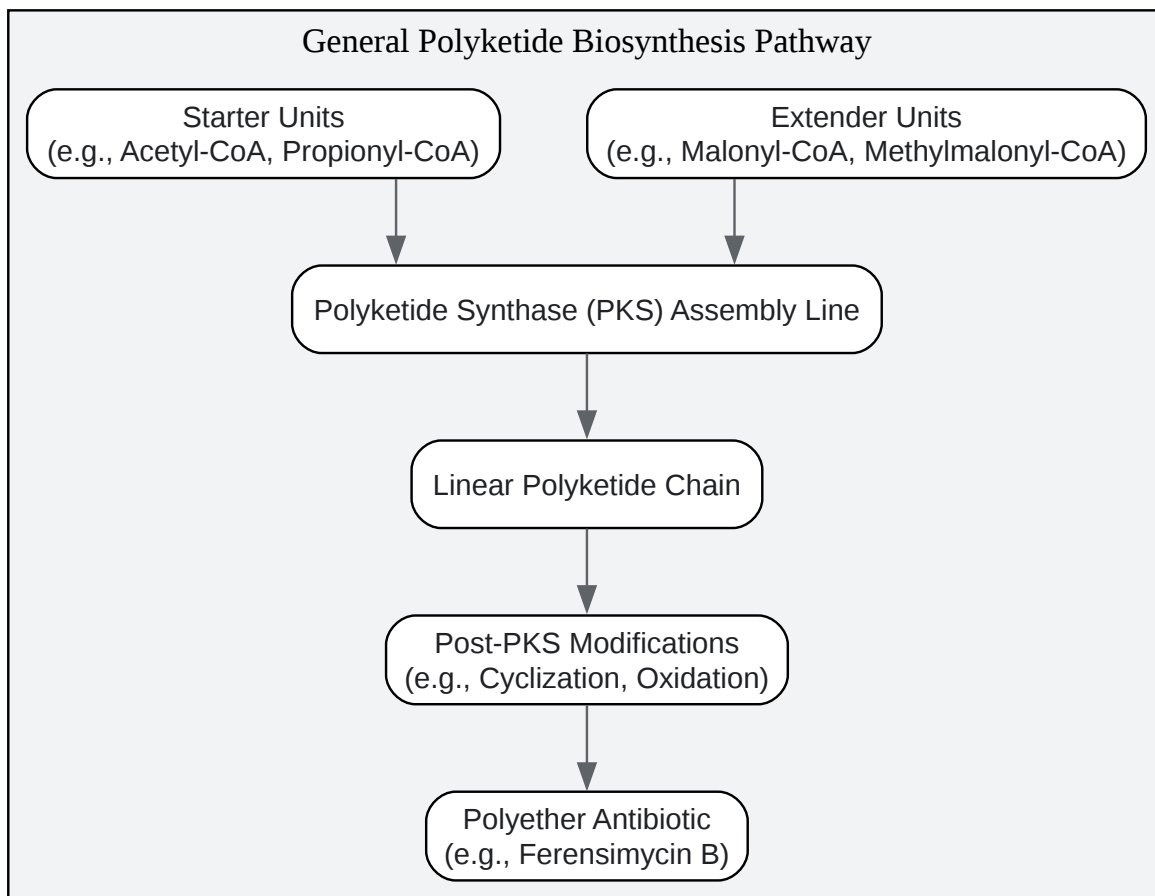 General Polyketide Biosynthesis Pathway
Starter Units
(e.g., Acetyl-CoA, Propionyl-CoA)
Extender Units
(e.g., Malonyl-CoA, Methylmalonyl-CoA)
Polyketide Synthase (PKS) Assembly Line
Linear Polyketide Chain
Post-PKS Modifications
(e.g., Cyclization, Oxidation)
Polyether Antibiotic
(e.g., Ferensimycin B)